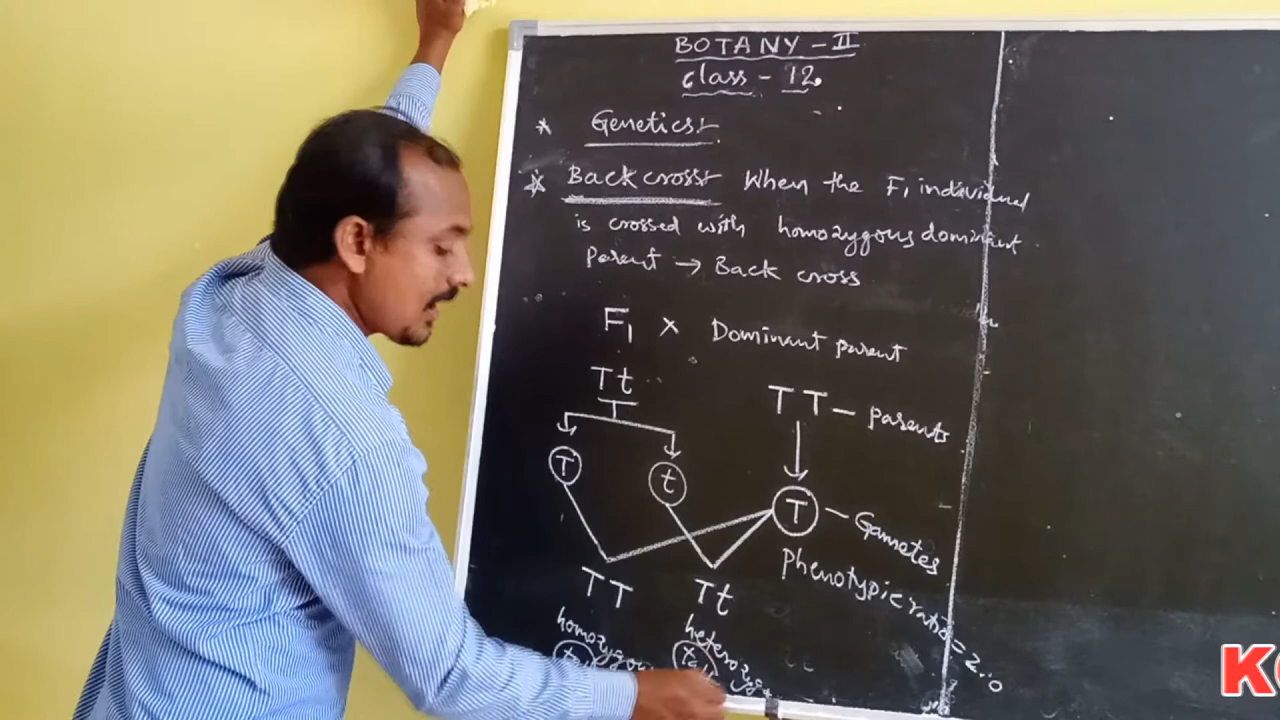 BOTANY - II
Class - 12.
* Genetics:-
* Back cross:- When the F1 individual
is crossed with homozygous dominant
Parent → Back cross
F1 × Dominant parent
Tt
TT - parents
T t T - Gametes
TT Tt
Phenotypic ratio = 2:0
homozygous